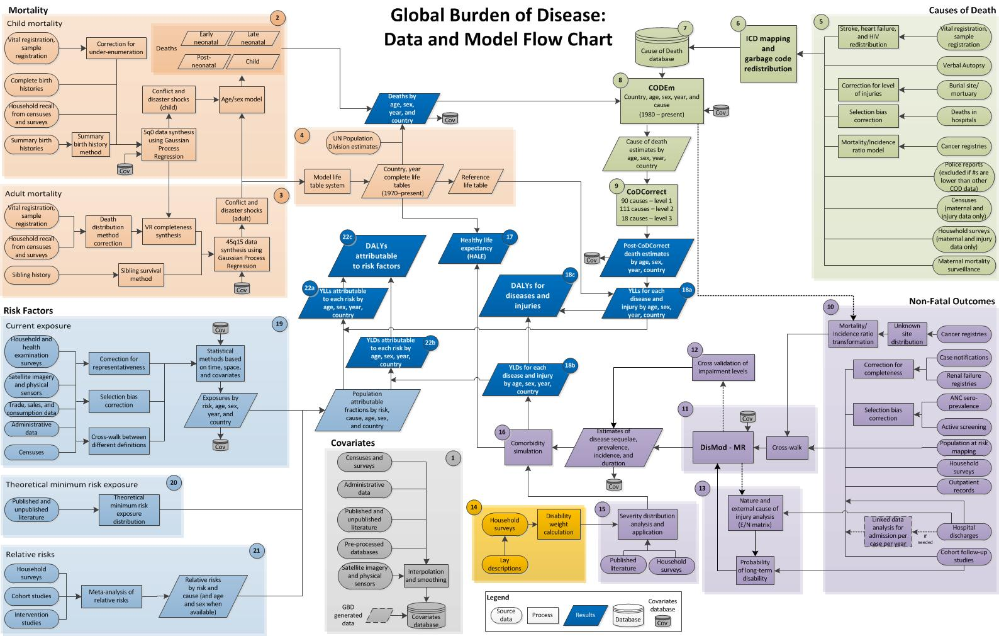 Global Burden of Disease:
Data and Model Flow Chart
Mortality
Child mortality
2
Vital registration,
sample
registration
Correction for
under-enumeration
Deaths
Early
neonatal
Late
neonatal
Post-
neonatal
Child
Complete birth
histories
Household recall
from censuses
and surveys
Summary birth
histories
Summary
birth history
method
Conflict and
disaster shocks
(child)
Age/sex model
5q0 data synthesis
using Gaussian
Process
Regression
Cov
Adult mortality
3
Vital registration,
sample
registration
Household recall
from censuses
and surveys
Sibling history
Death
distribution
method
correction
VR completeness
synthesis
Sibling survival
method
Conflict and
disaster shocks
(adult)
45q15 data
synthesis using
Gaussian Process
Regression
Cov
4
UN Population
Division estimates
Model life
table system
Country, year
complete life
tables
(1970–present)
Reference
life table
Deaths by
age, sex,
year, and
country
Cov
7
Cause of Death
database
6
ICD mapping
and
garbage code
redistribution
8
CODEm
Country, age, sex, year, and
cause
(1980 – present)
Cov
Cause of death
estimates by
age, sex, year,
country
9
CoDCorrect
90 causes – level 1
111 causes – level 2
18 causes – level 3
Post-CoDCorrect
death estimates
by age, sex,
year, country
Cov
Causes of Death
5
Stroke, heart failure,
and HIV
redistribution
Vital registration,
sample
registration
Verbal Autopsy
Correction for level
of injuries
Burial site/
mortuary
Selection bias
correction
Deaths in
hospitals
Mortality/Incidence
ratio model
Cancer registries
Police reports
(excluded if #s are
lower than other
COD data)
Censuses
(maternal and
injury data only)
Household surveys
(maternal and injury
data only)
Maternal mortality
surveillance
22c
DALYs
attributable
to risk factors
17
Healthy life
expectancy
(HALE)
18c
DALYs for
diseases and
injuries
18a
YLLs for each
disease and
injury by age, sex,
year, country
22a
YLLs attributable
to each risk by
age, sex, year,
country
22b
YLDs attributable
to each risk by
age, sex, year,
country
18b
YLDs for each
disease and injury
by age, sex, year,
country
Population
attributable
fractions by risk,
cause, age, sex,
and country
Risk Factors
Current exposure
19
Household and
health
examination
surveys
Satellite imagery
and physical
sensors
Trade, sales, and
consumption data
Administrative
data
Censuses
Correction for
representativeness
Selection bias
correction
Cross-walk between
different definitions
Cov
Statistical
methods based
on time, space,
and covariates
Exposures by
risk, age, sex,
year, and
country
Cov
Theoretical minimum risk exposure
20
Published and
unpublished
literature
Theoretical
minimum risk
exposure
distribution
Relative risks
21
Household
surveys
Cohort studies
Intervention
studies
Meta-analysis of
relative risks
Relative risks
by risk and
cause (and age
and sex when
available)
Covariates
1
Censuses and
surveys
Administrative
data
Published and
unpublished
literature
Pre-processed
databases
Satellite imagery
and physical
sensors
Interpolation
and smoothing
GBD
generated
data
Covariates
database
Non-Fatal Outcomes
10
Mortality/
Incidence ratio
transformation
Unknown
site
distribution
Cancer registries
Correction for
completeness
Case notifications
Renal failure
registries
Selection bias
correction
ANC sero-
prevalence
Active screening
Population at risk
mapping
Household
surveys
Outpatient
records
Linked data
analysis for
admission per
case per year
if
needed
Hospital
discharges
Cohort follow-up
studies
12
Cross validation of
impairment levels
11
Cov
DisMod - MR
Cross-walk
16
Comorbidity
simulation
Estimates of
disease sequelae,
prevalence,
incidence, and
duration
Cov
13
Nature and
external cause of
injury analysis
(E/N matrix)
Probability
of long-term
disability
14
Household
surveys
Disability
weight
calculation
Lay
descriptions
15
Severity distribution
analysis and
application
Published
literature
Household
surveys
Legend
Source
data
Process
Results
Database
Covariates
database
Cov